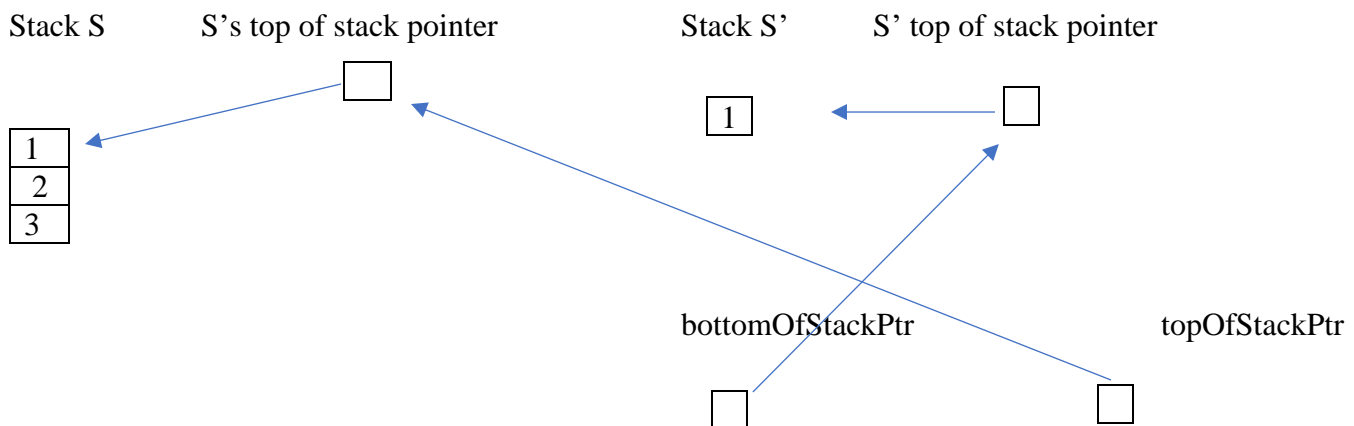 Stack S S's top of stack pointer Stack S’ S’ top of stack pointer
1
1
2
3
bottomOfStackPtr topOfStackPtr